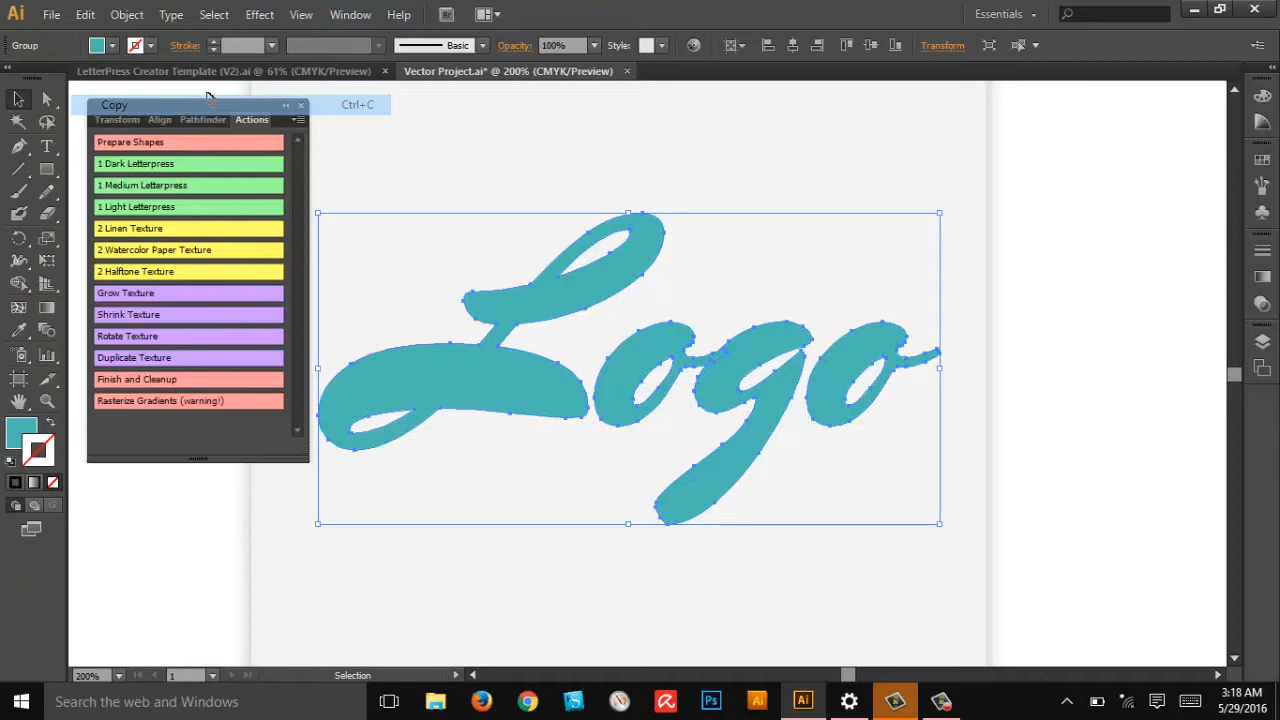 Ai File Edit Object Type Select Effect View Window Help Br Essentials
Group Stroke: Basic Opacity: 100% Style: Transform
LetterPress Creator Template (V2).ai @ 61% (CMYK/Preview) × Vector Project.ai* @ 200% (CMYK/Preview) ×
Copy Ctrl+C
Transform Align Pathfinder Actions
Prepare Shapes
1 Dark Letterpress
1 Medium Letterpress
1 Light Letterpress
2 Linen Texture
2 Watercolor Paper Texture
2 Halftone Texture
Grow Texture
Shrink Texture
Rotate Texture
Duplicate Texture
Finish and Cleanup
Rasterize Gradients (warning!)
Logo
200% 1 Selection
Search the web and Windows
Ps Ai Ai
3:18 AM
5/29/2016